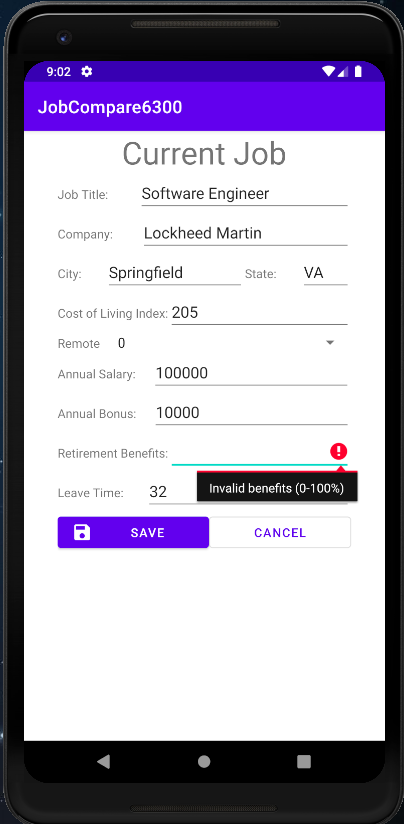 9:02
JobCompare6300
Current Job
Job Title: Software Engineer
Company: Lockheed Martin
City: Springfield State: VA
Cost of Living Index: 205
Remote 0
Annual Salary: 100000
Annual Bonus: 10000
Retirement Benefits:
Invalid benefits (0-100%)
Leave Time: 32
SAVE CANCEL